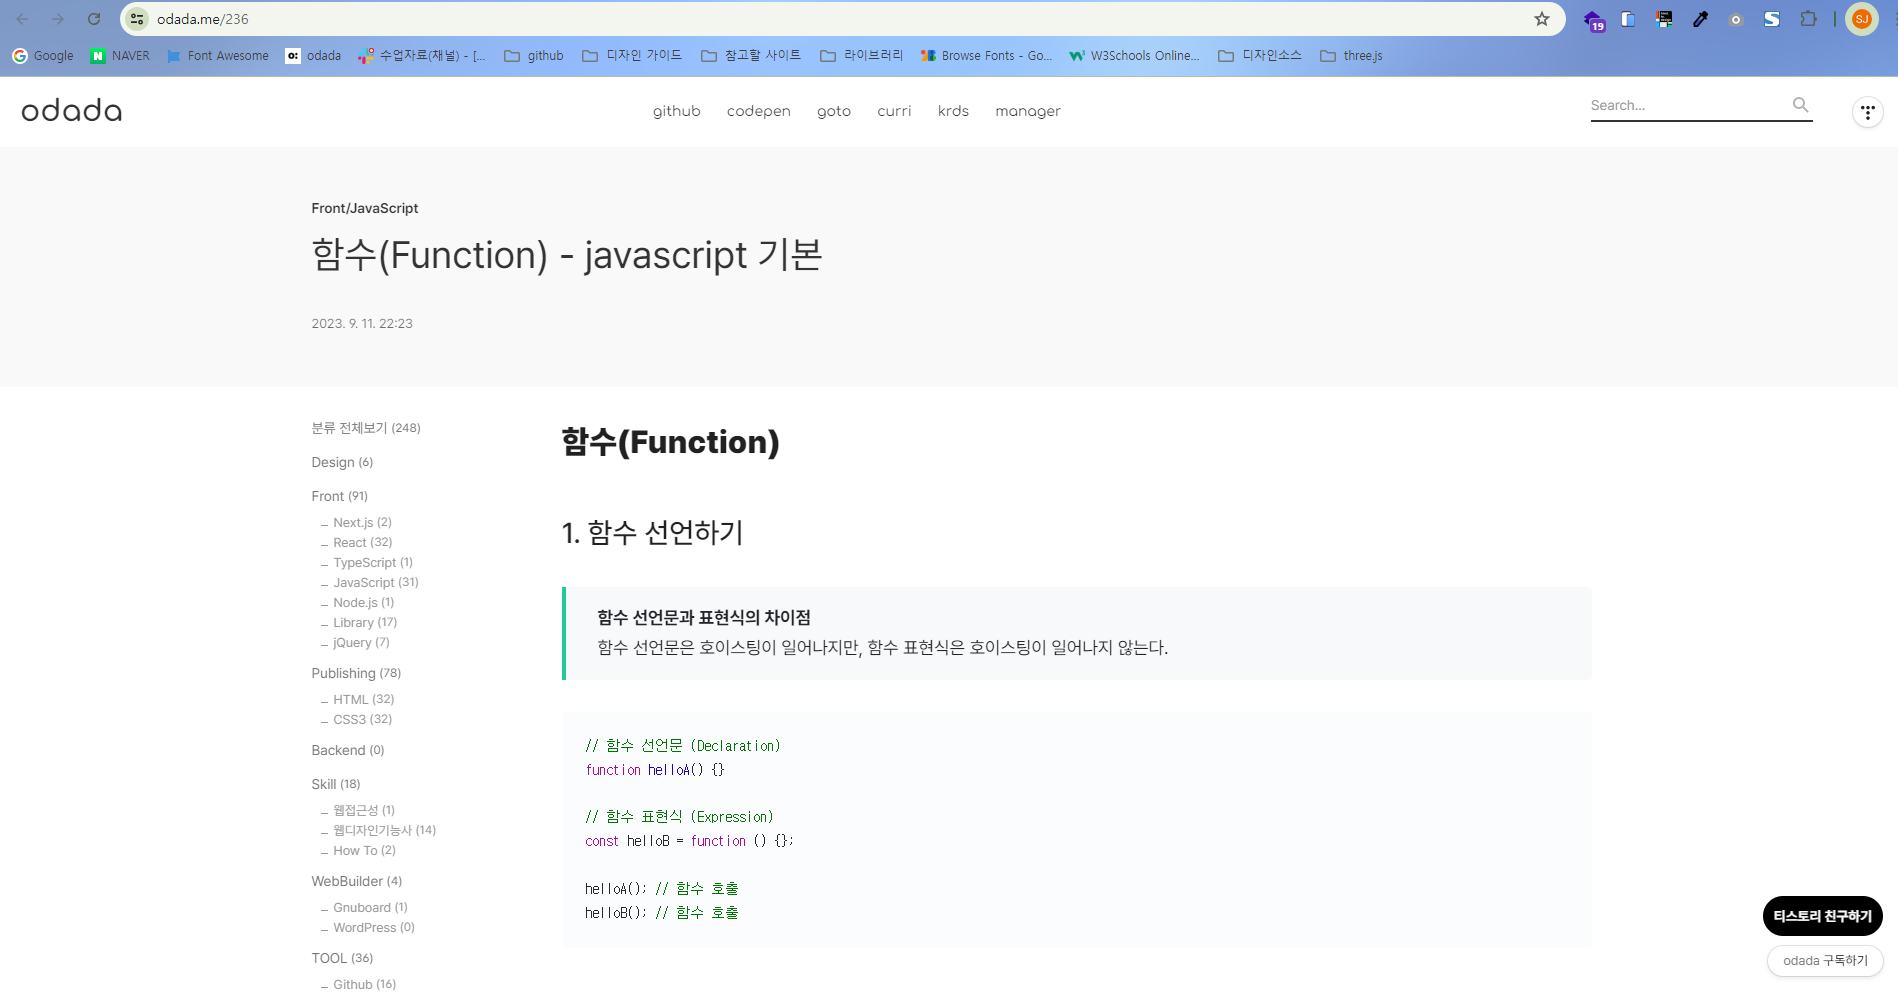 odada.me/236
19
SJ
Google NAVER Font Awesome odada 수업자료(채널) - [... github 디자인 가이드 참고할 사이트 라이브러리 Browse Fonts - Go... W3Schools Online... 디자인소스 three.js
odada
github codepen goto curri krds manager
Search...
Front/JavaScript
함수(Function) - javascript 기본
2023. 9. 11. 22:23
분류 전체보기 (248)
Design (6)
Front (91)
Next.js (2)
React (32)
TypeScript (1)
JavaScript (31)
Node.js (1)
Library (17)
jQuery (7)
Publishing (78)
HTML (32)
CSS3 (32)
Backend (0)
Skill (18)
웹접근성 (1)
웹디자인기능사 (14)
How To (2)
WebBuilder (4)
Gnuboard (1)
WordPress (0)
TOOL (36)
Github (16)
함수(Function)
1. 함수 선언하기
함수 선언문과 표현식의 차이점
함수 선언문은 호이스팅이 일어나지만, 함수 표현식은 호이스팅이 일어나지 않는다.
// 함수 선언문 (Declaration)
function helloA() {}
// 함수 표현식 (Expression)
const helloB = function () {};
helloA(); // 함수 호출
helloB(); // 함수 호출
티스토리 친구하기
odada 구독하기